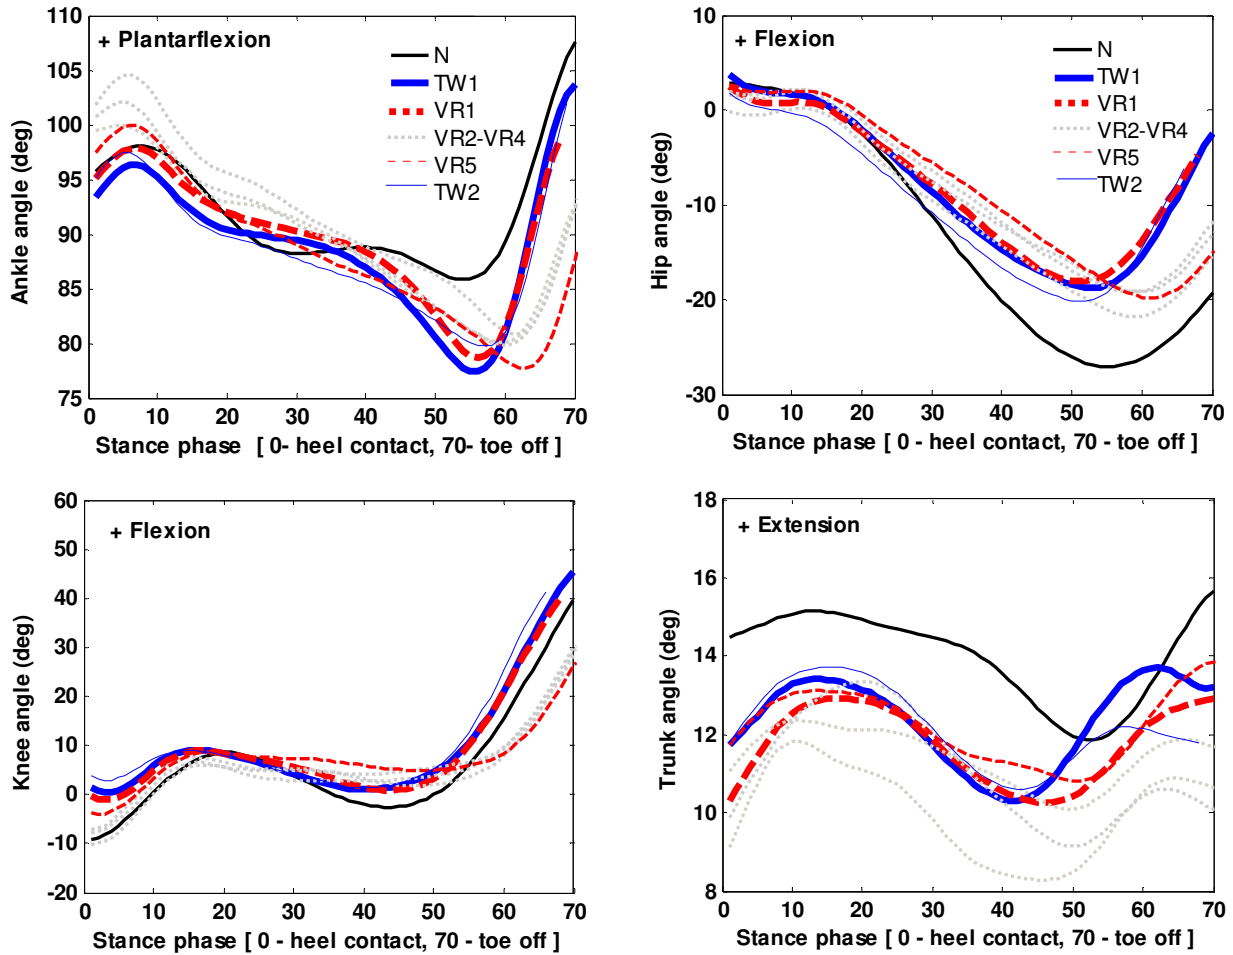 110
105
100
95
90
85
80
75
0 10 20 30 40 50 60 70
Ankle angle (deg)
+ Plantarflexion
N
TW1
VR1
VR2-VR4
VR5
TW2
Stance phase [ 0- heel contact, 70- toe off ]
10
0
-10
-20
-30
0 10 20 30 40 50 60 70
Hip angle (deg)
+ Flexion
N
TW1
VR1
VR2-VR4
VR5
TW2
Stance phase [ 0 - heel contact, 70 - toe off ]
60
50
40
30
20
10
0
-10
-20
0 10 20 30 40 50 60 70
Knee angle (deg)
+ Flexion
Stance phase [ 0 - heel contact, 70 - toe off ]
18
16
14
12
10
8
0 10 20 30 40 50 60 70
Trunk angle (deg)
+ Extension
Stance phase [ 0 - heel contact, 70 - toe off ]